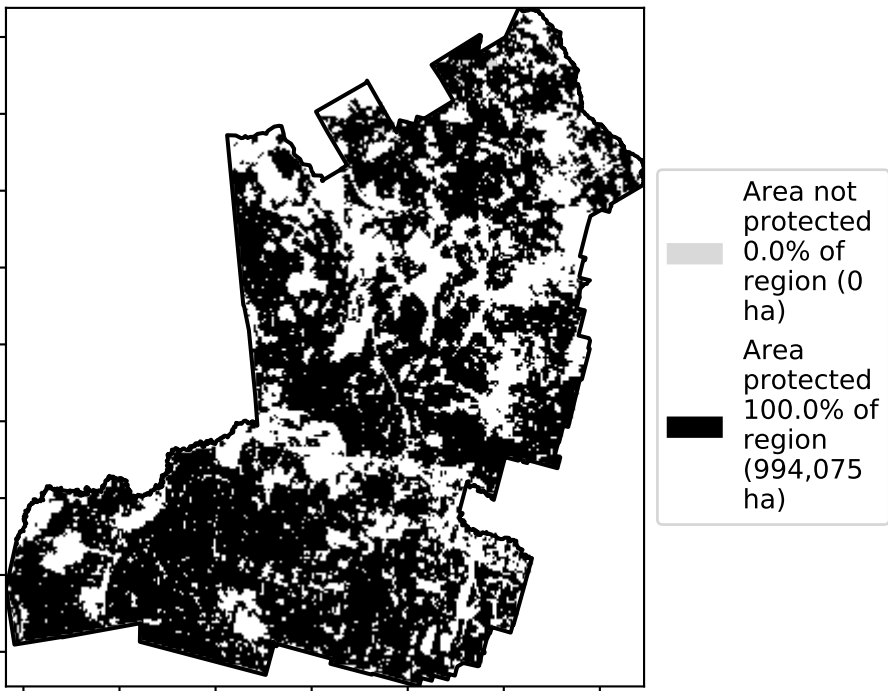 Area not
protected
0.0% of
region (0
ha)
Area
protected
100.0% of
region
(994,075
ha)